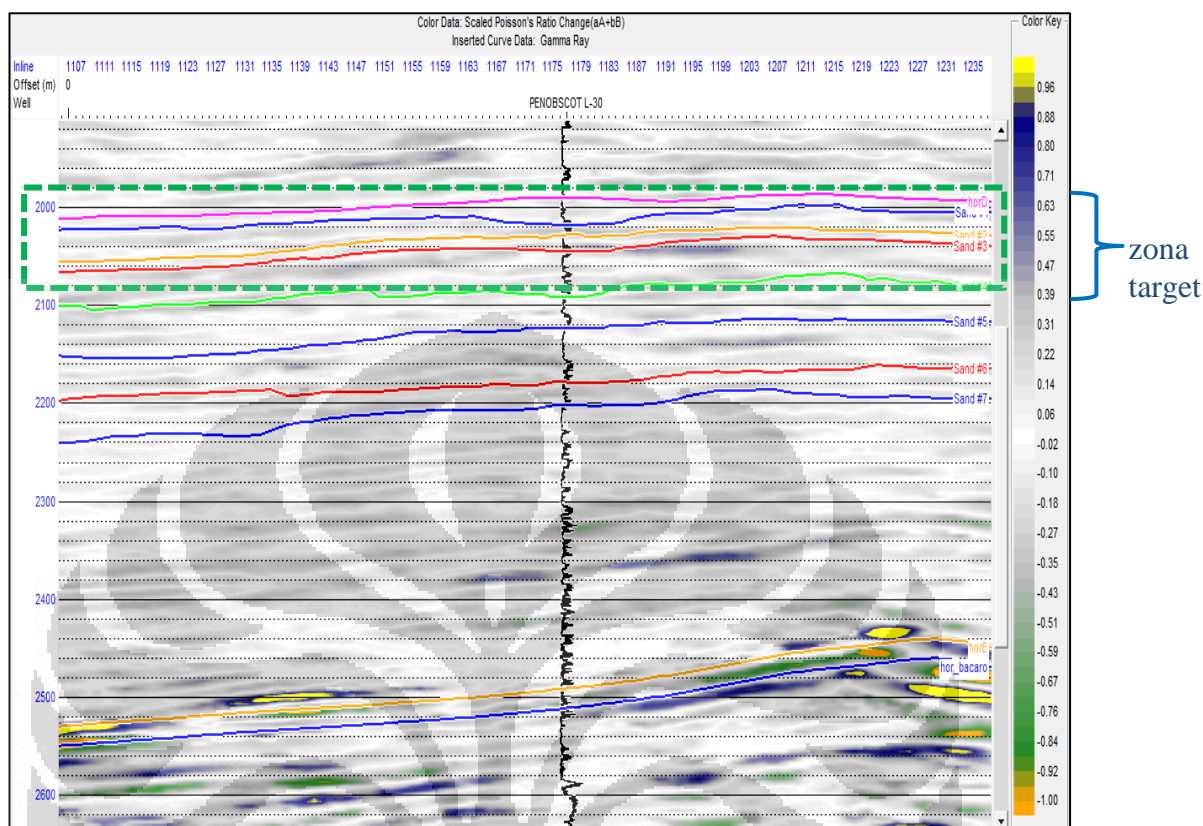 Color Data: Scaled Poisson's Ratio Change(aA+bB)
Inserted Curve Data: Gamma Ray
Color Key
Inline 1107 1111 1115 1119 1123 1127 1131 1135 1139 1143 1147 1151 1155 1159 1163 1167 1171 1175 1179 1183 1187 1191 1195 1199 1203 1207 1211 1215 1219 1223 1227 1231 1235
Offset (m) 0
Well PENOBSCOT L-30
0.96
0.88
0.80
0.71
0.63
0.55
0.47
0.39
0.31
0.22
0.14
0.06
-0.02
-0.10
-0.18
-0.27
-0.35
-0.43
-0.51
-0.59
-0.67
-0.76
-0.84
-0.92
-1.00
2000
2100
2200
2300
2400
2500
2600
horD
Sand #3
Sand #5
Sand #6
Sand #7
horE
hor_bacaro
zona
target